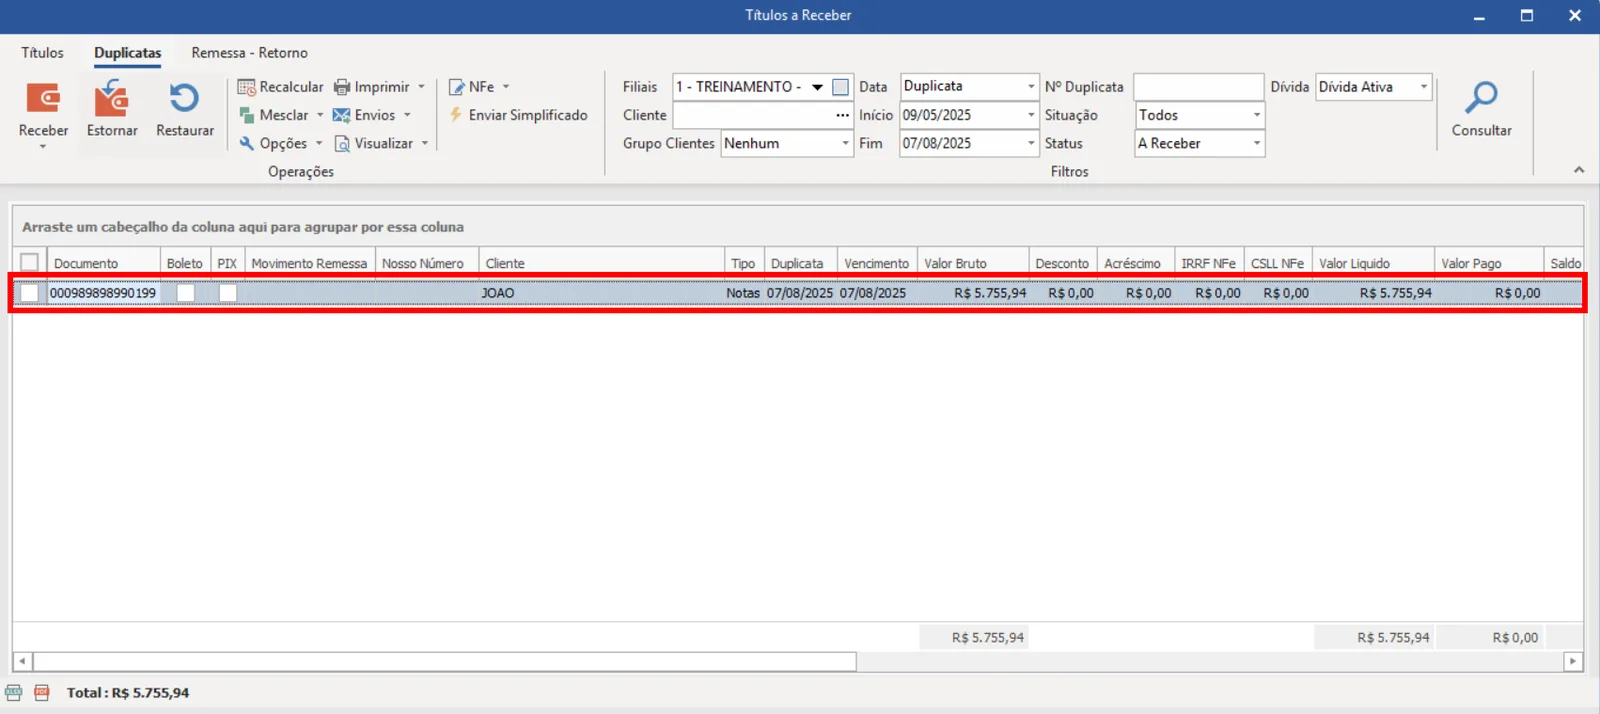 Títulos a Receber
Títulos Duplicatas Remessa - Retorno
Recalcular Imprimir NFe Filiais 1 - TREINAMENTO - Data Duplicata Nº Duplicata Dívida Dívida Ativa
Mesclar Envios Enviar Simplificado Cliente ... Início 09/05/2025 Situação Todos
Receber Estornar Restaurar Consultar
Opções Visualizar Grupo Clientes Nenhum Fim 07/08/2025 Status A Receber
Operações Filtros
Arraste um cabeçalho da coluna aqui para agrupar por essa coluna
Documento Boleto PIX Movimento Remessa Nosso Número Cliente Tipo Duplicata Vencimento Valor Bruto Desconto Acréscimo IRRF NFe CSLL NFe Valor Liquido Valor Pago Saldo
000989898990199 JOAO Notas 07/08/2025 07/08/2025 R$ 5.755,94 R$ 0,00 R$ 0,00 R$ 0,00 R$ 0,00 R$ 5.755,94 R$ 0,00
R$ 5.755,94 R$ 5.755,94 R$ 0,00
Total : R$ 5.755,94